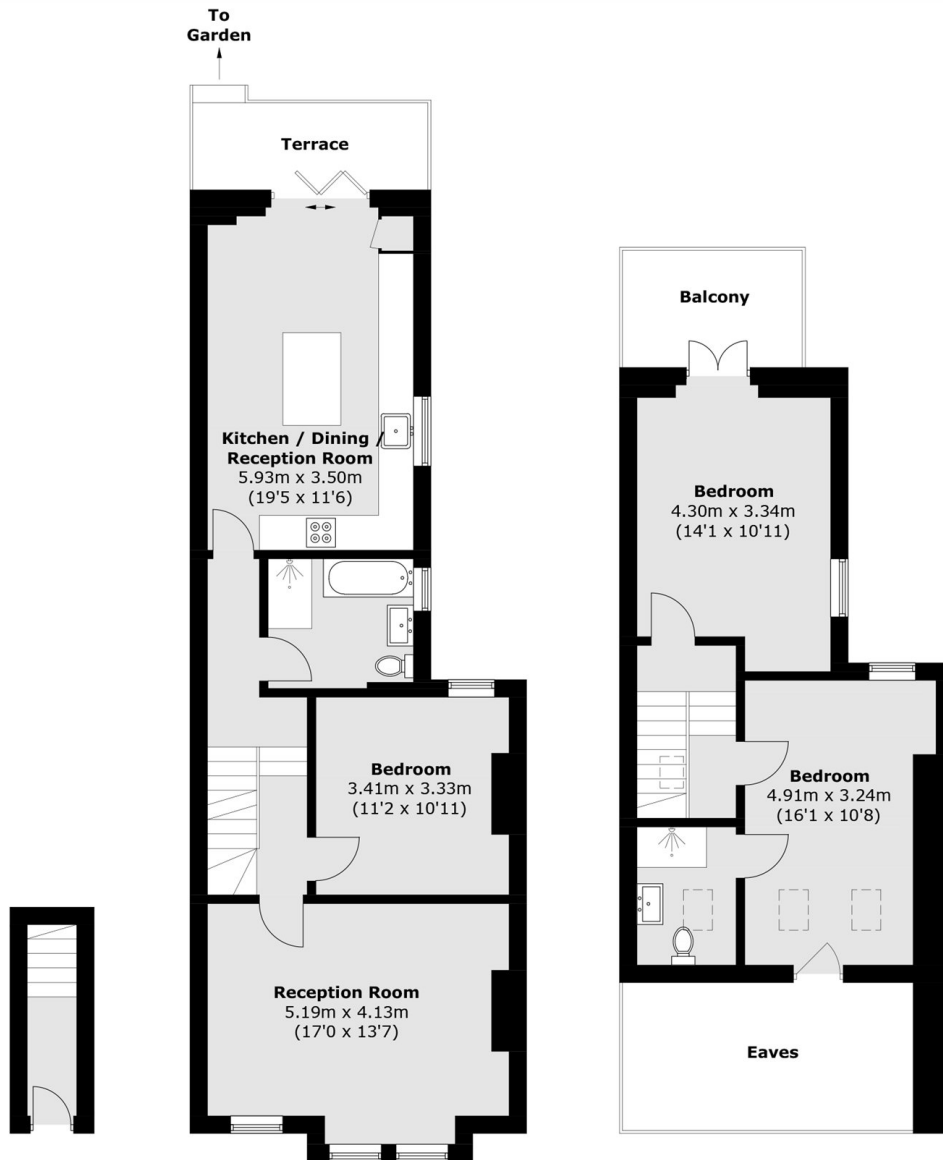 To
Garden
Terrace
Kitchen / Dining /
Reception Room
5.93m x 3.50m
(19'5 x 11'6)
Bedroom
3.41m x 3.33m
(11'2 x 10'11)
Reception Room
5.19m x 4.13m
(17'0 x 13'7)
Balcony
Bedroom
4.30m x 3.34m
(14'1 x 10'11)
Bedroom
4.91m x 3.24m
(16'1 x 10'8)
Eaves